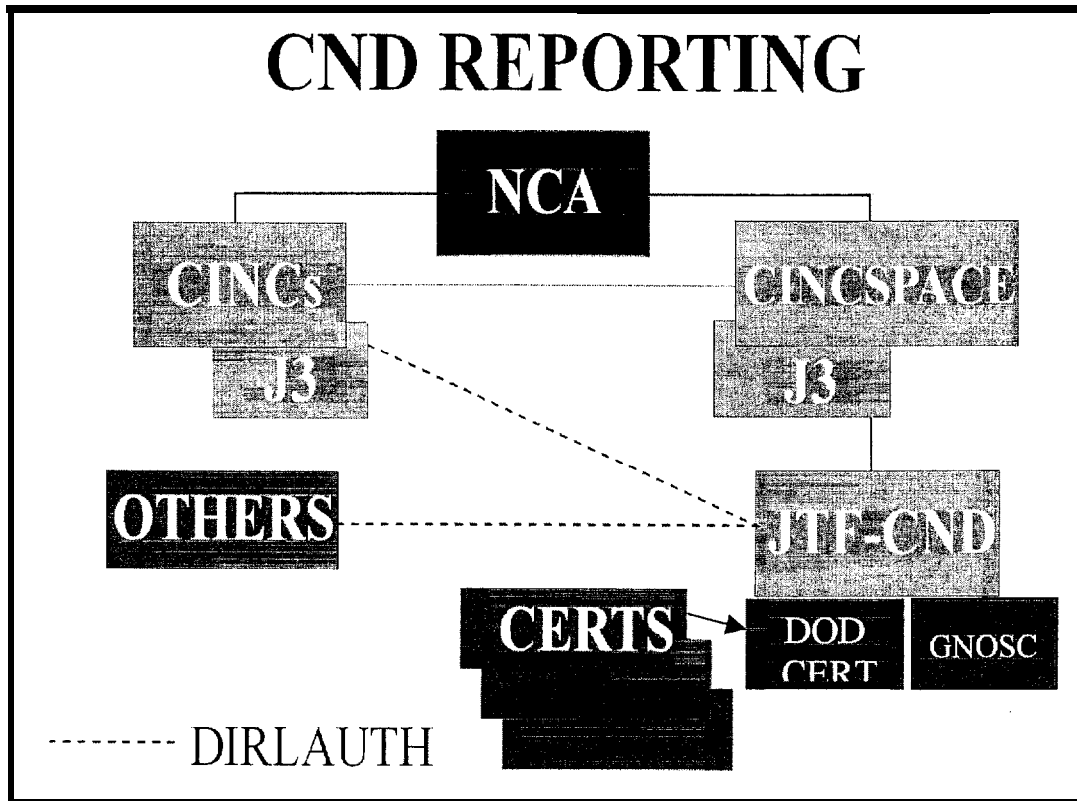 CND REPORTING
NCA
CINCs
CINCSPACE
J3
J3
OTHERS
JTF-CND
CERTS
DOD
CERT
GNOSC
DIRLAUTH